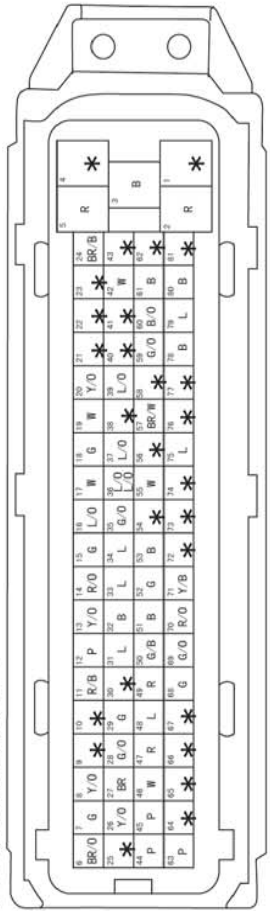 6 7 8 9 10 11 12 13 14 15 16 17 18 19 20 21 22 23 24 5 4
BR/O G Y/O * * R/B P Y/O R/O G L/O W G W Y/O * * * BR/B R *
25 26 27 28 29 30 31 32 33 34 35 36 37 38 39 40 41 42 43
* Y/O BR G/O G * L B L L G/O L/O L/O L/O * L/O * * W *
3
B
44 45 46 47 48 49 50 51 52 53 54 55 56 57 58 59 60 61 62
P P W R L R G/B B G B * W * BR/W * G/O B/O B *
63 64 65 66 67 68 69 70 71 72 73 74 75 76 77 78 79 80 81 2 1
P * * * * G G/O R/O Y/B * * * L * * B L B * R *